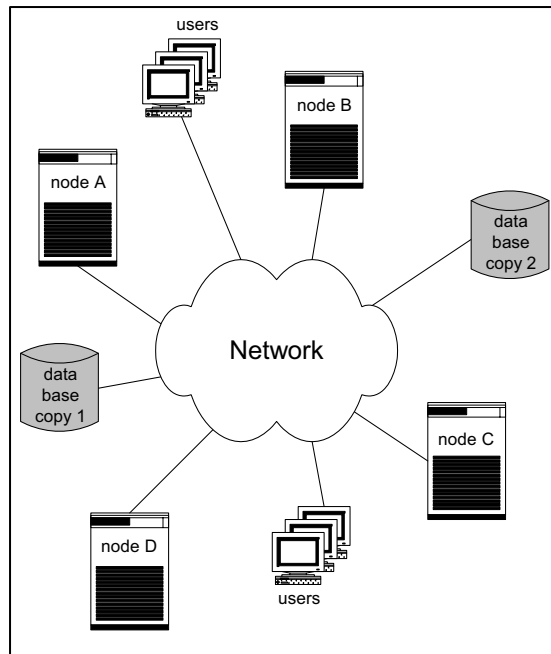 users
node B
node A
data
base
copy 2
Network
data
base
copy 1
node C
node D
users